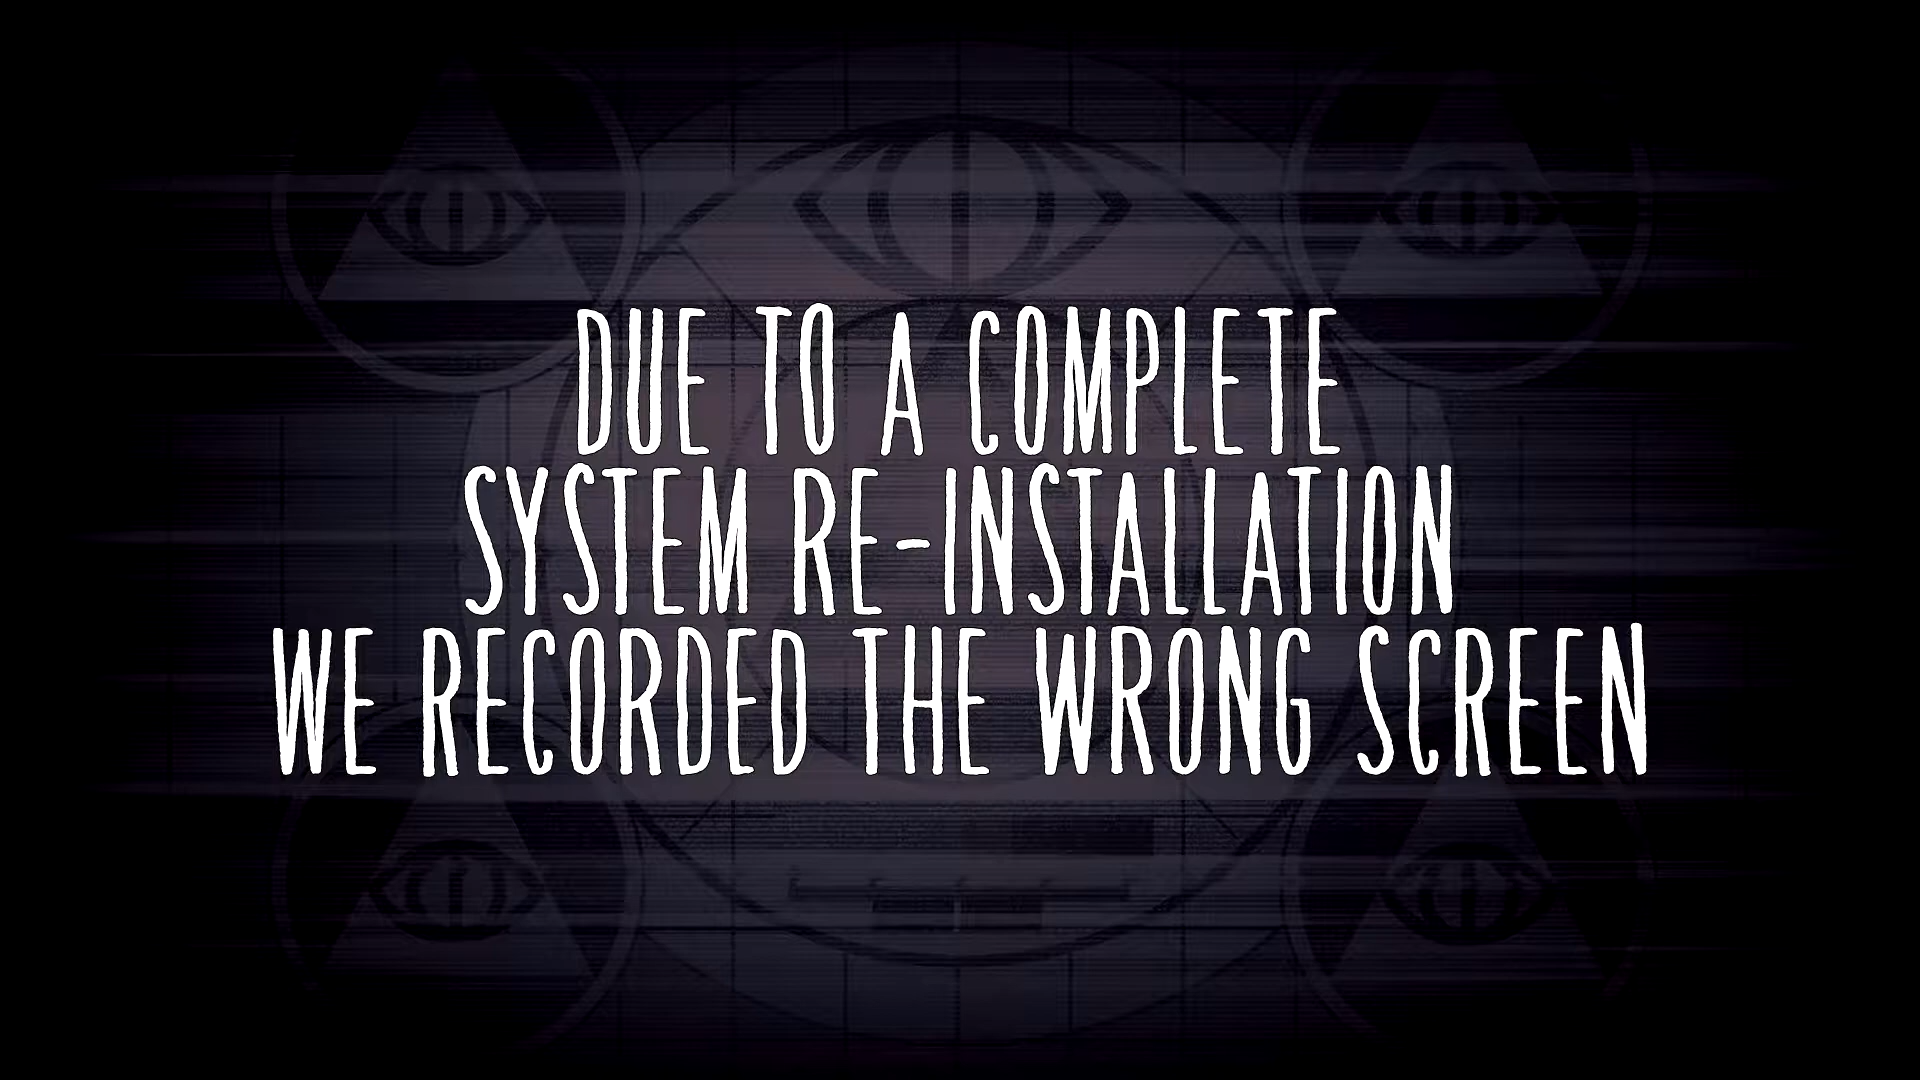 DUE TO A COMPLETE
SYSTEM RE-INSTALLATION
WE RECORDED THE WRONG SCREEN